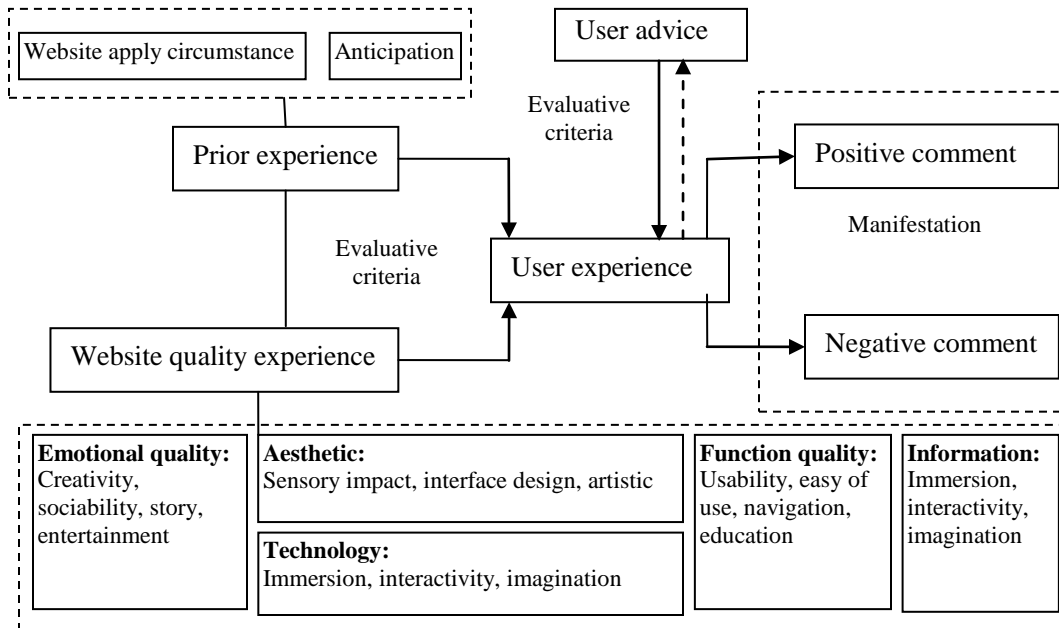 Website apply circumstance
Anticipation
User advice
Evaluative
criteria
Prior experience
Positive comment
Manifestation
Evaluative
criteria
User experience
Website quality experience
Negative comment
Emotional quality:
Creativity,
sociability, story,
entertainment
Aesthetic:
Sensory impact, interface design, artistic
Technology:
Immersion, interactivity, imagination
Function quality:
Usability, easy of
use, navigation,
education
Information:
Immersion,
interactivity,
imagination